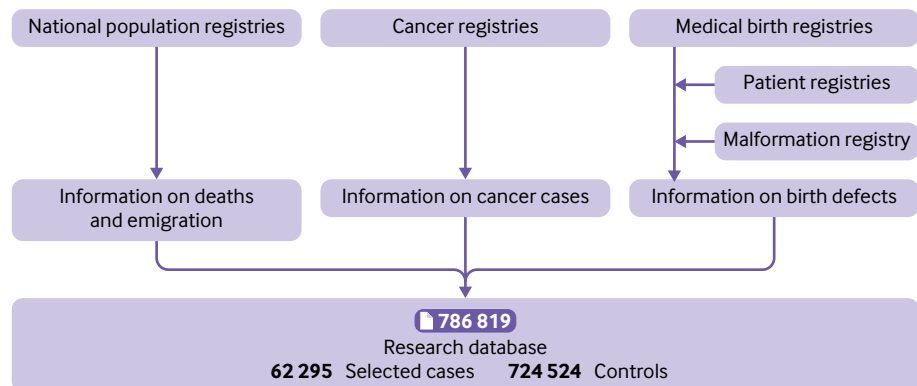 National population registries
Cancer registries
Medical birth registries
Patient registries
Malformation registry
Information on deaths
and emigration
Information on cancer cases
Information on birth defects
786 819
Research database
62 295 Selected cases 724 524 Controls